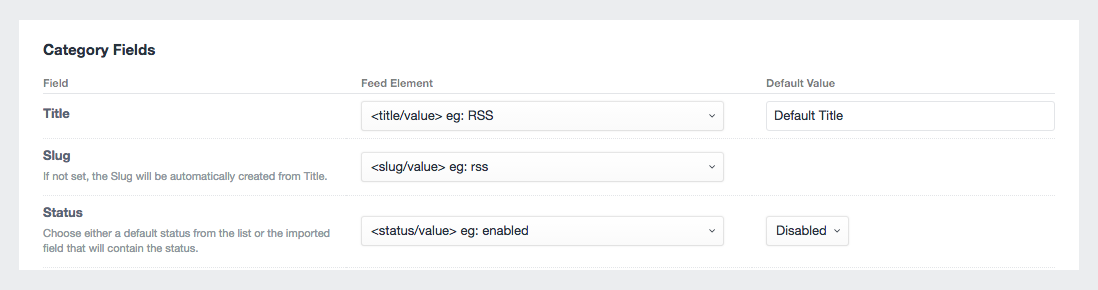 Category Fields
Field Feed Element Default Value
Title <title/value> eg: RSS Default Title
Slug <slug/value> eg: rss
If not set, the Slug will be automatically created from Title.
Status <status/value> eg: enabled Disabled
Choose either a default status from the list or the imported
field that will contain the status.